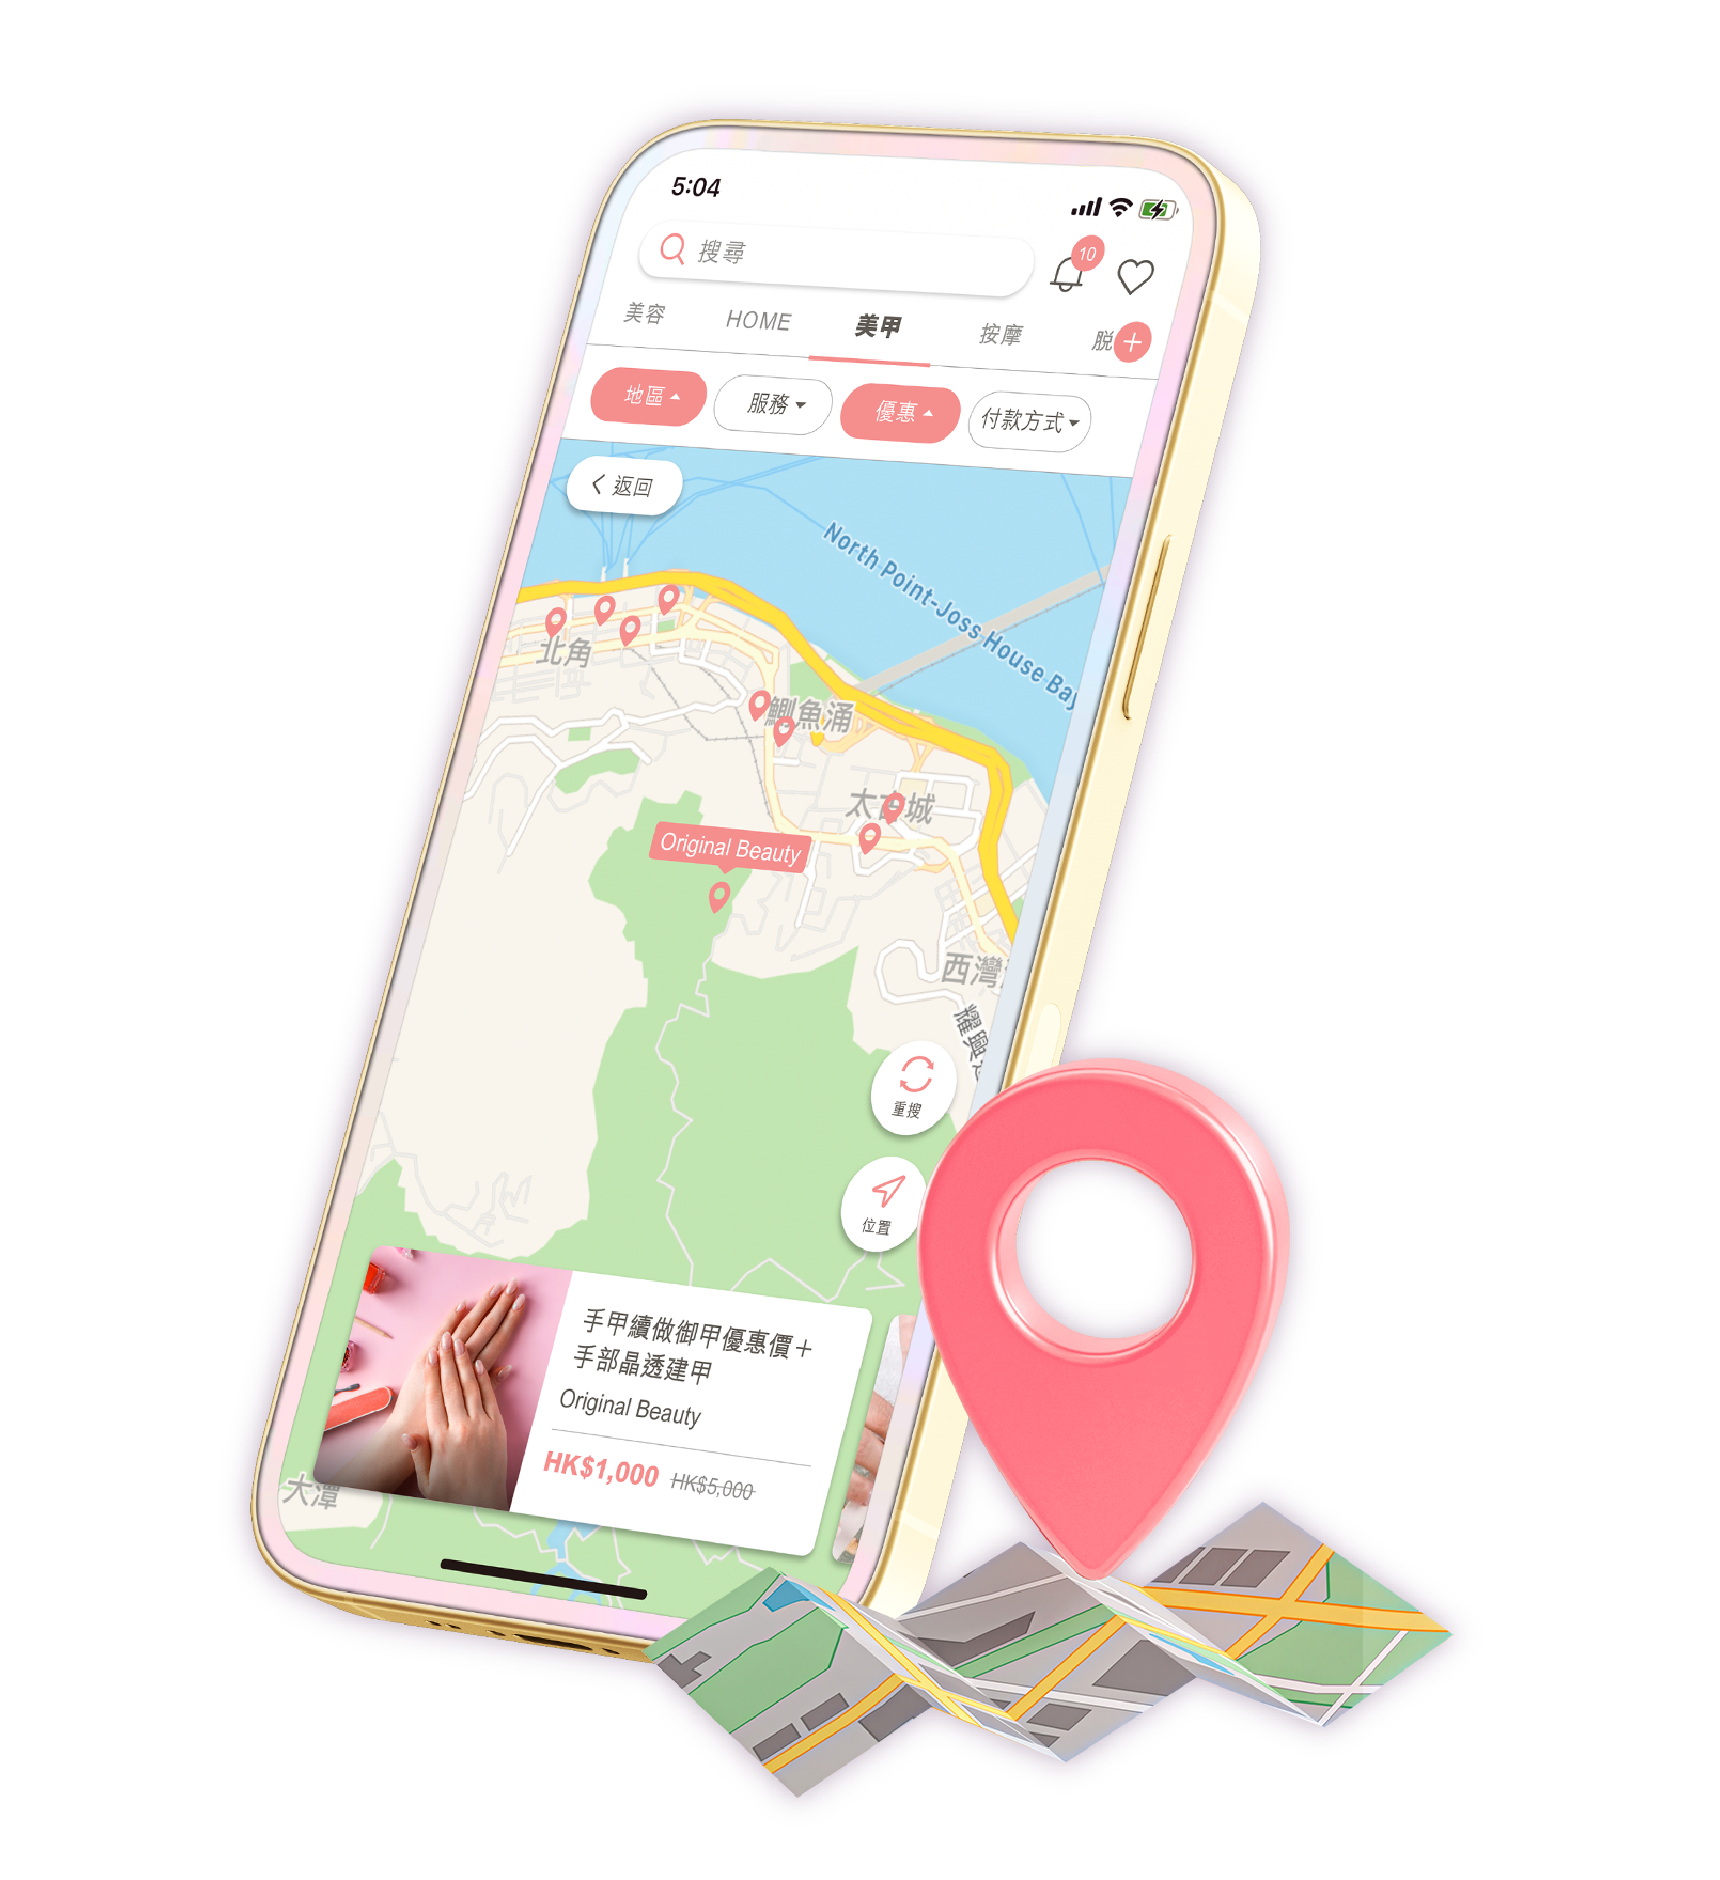 5:04
搜尋
10
美容 HOME 美甲 按摩 脱
地區 服務 優惠 付款方式
返回
North Point-Joss House Bay
北角
鰂魚涌
太古城
Original Beauty
西灣
耀興
重搜
位置
手甲續做御甲優惠價＋
手部晶透建甲
Original Beauty
HK$1,000 HK$5,000
大潭